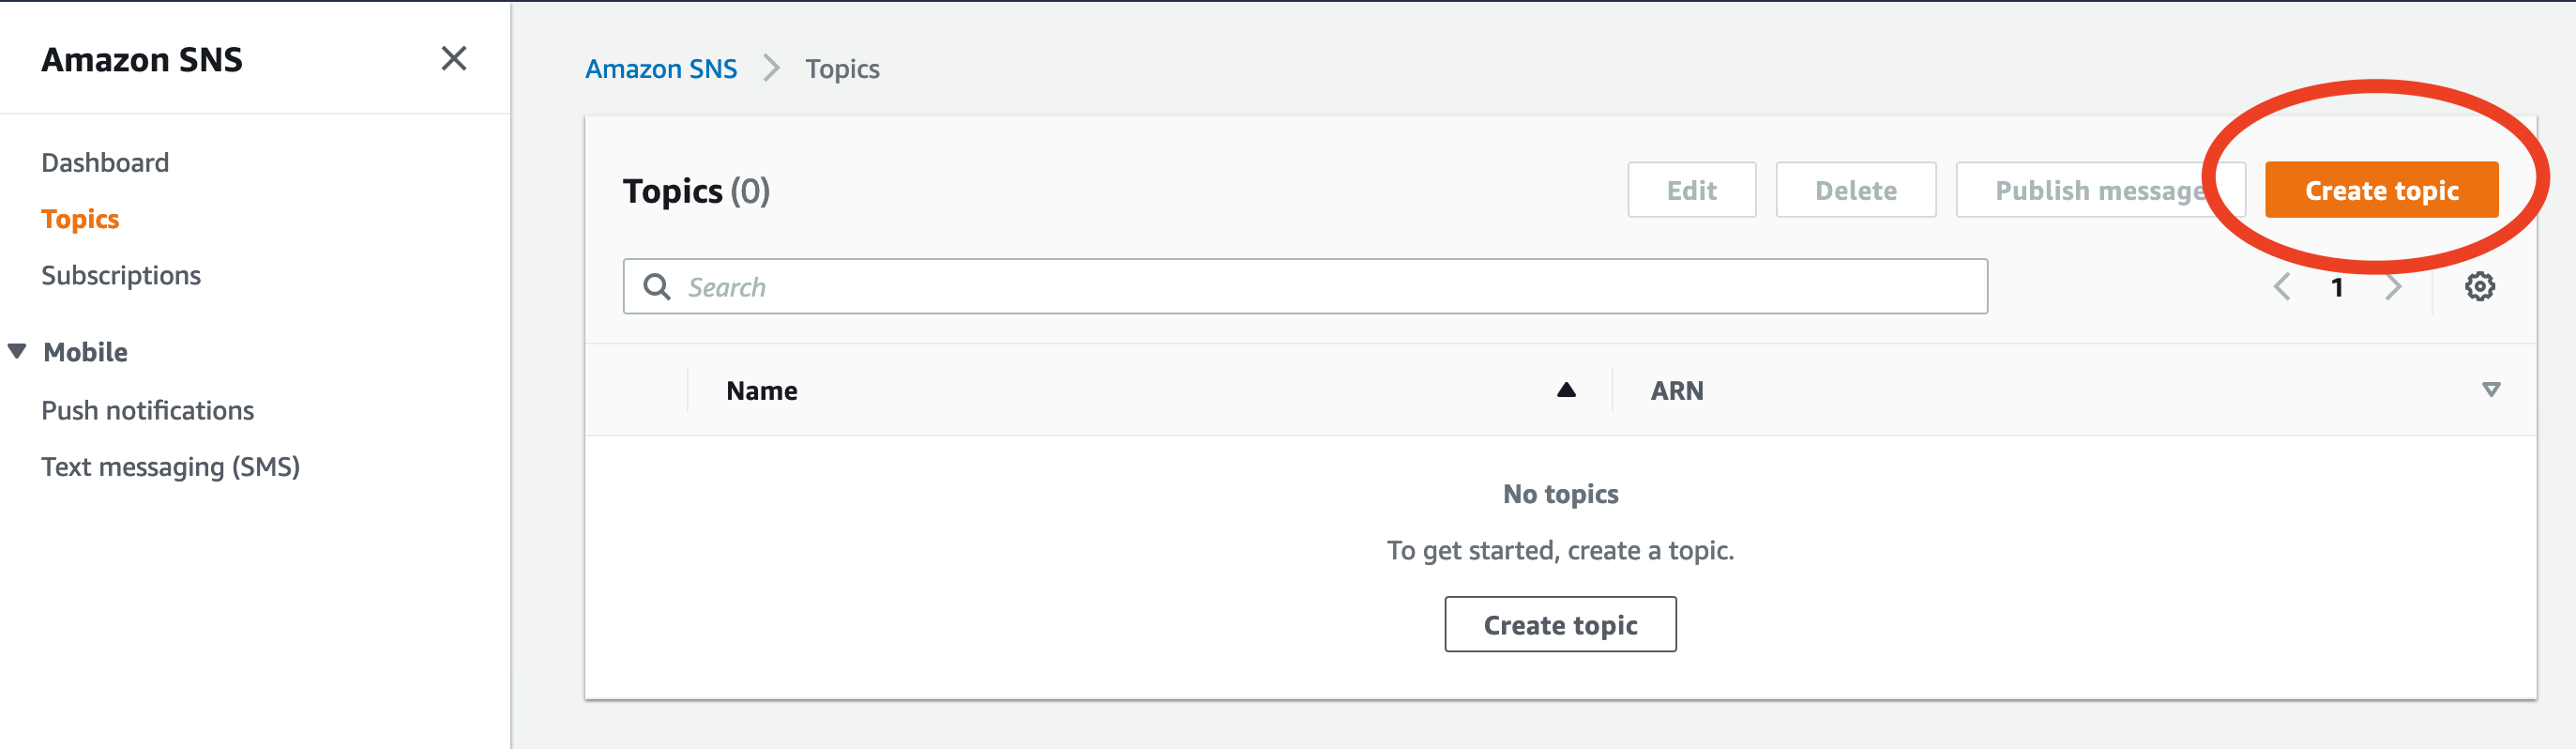 Amazon SNS
Dashboard
Topics
Subscriptions
Mobile
Push notifications
Text messaging (SMS)
Amazon SNS > Topics
Topics (0)
Edit Delete Publish message Create topic
Search
1
Name ARN
No topics
To get started, create a topic.
Create topic